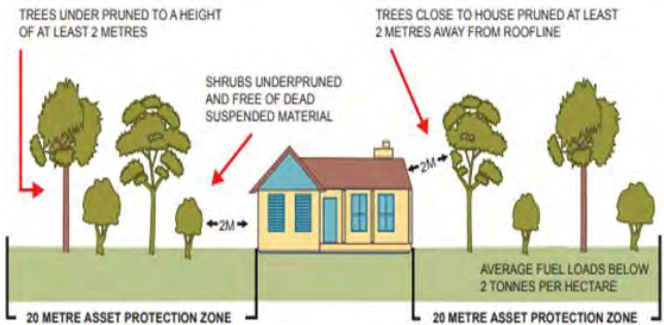 TREES UNDER PRUNED TO A HEIGHT
OF AT LEAST 2 METRES
TREES CLOSE TO HOUSE PRUNED AT LEAST
2 METRES AWAY FROM ROOFLINE
SHRUBS UNDERPRUNED
AND FREE OF DEAD
SUSPENDED MATERIAL
2M
2M
AVERAGE FUEL LOADS BELOW
2 TONNES PER HECTARE
20 METRE ASSET PROTECTION ZONE
20 METRE ASSET PROTECTION ZONE